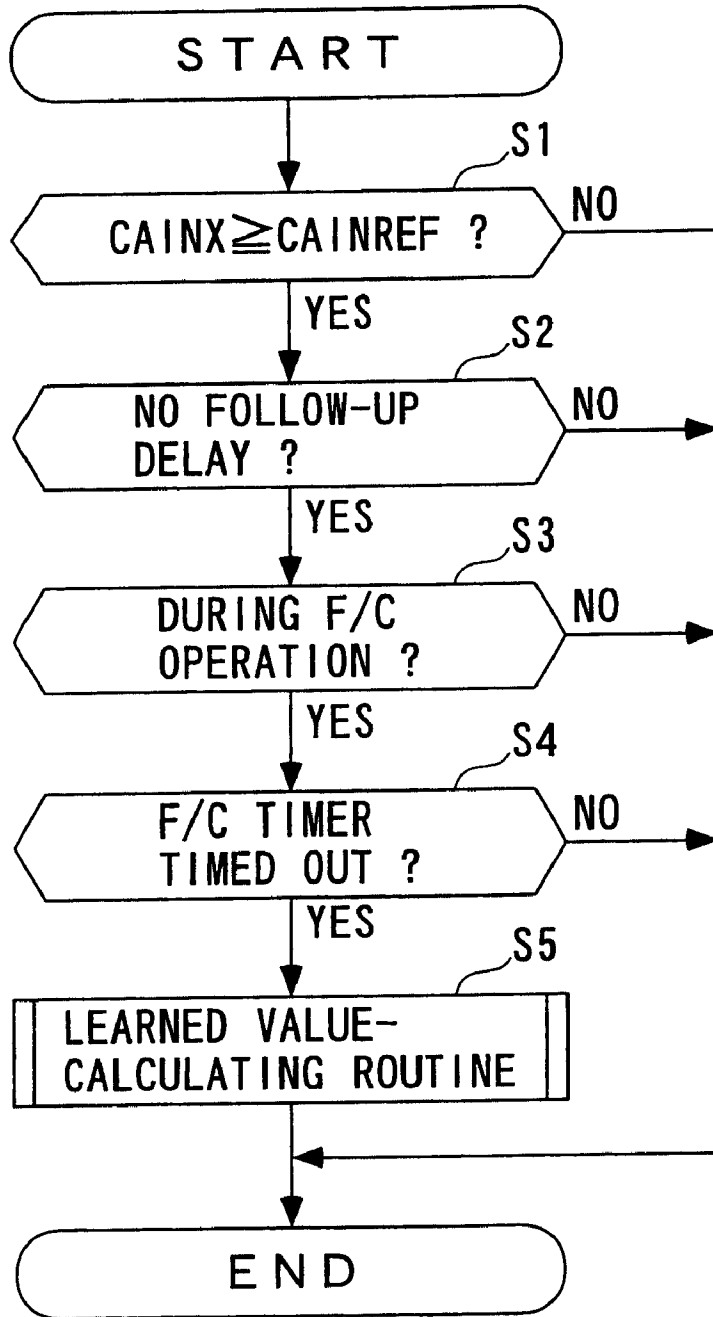 START
S1
CAINX≧CAINREF ?
NO
YES
S2
NO FOLLOW-UP
DELAY ?
NO
YES
S3
DURING F/C
OPERATION ?
NO
YES
S4
F/C TIMER
TIMED OUT ?
NO
YES
S5
LEARNED VALUE-
CALCULATING ROUTINE
END